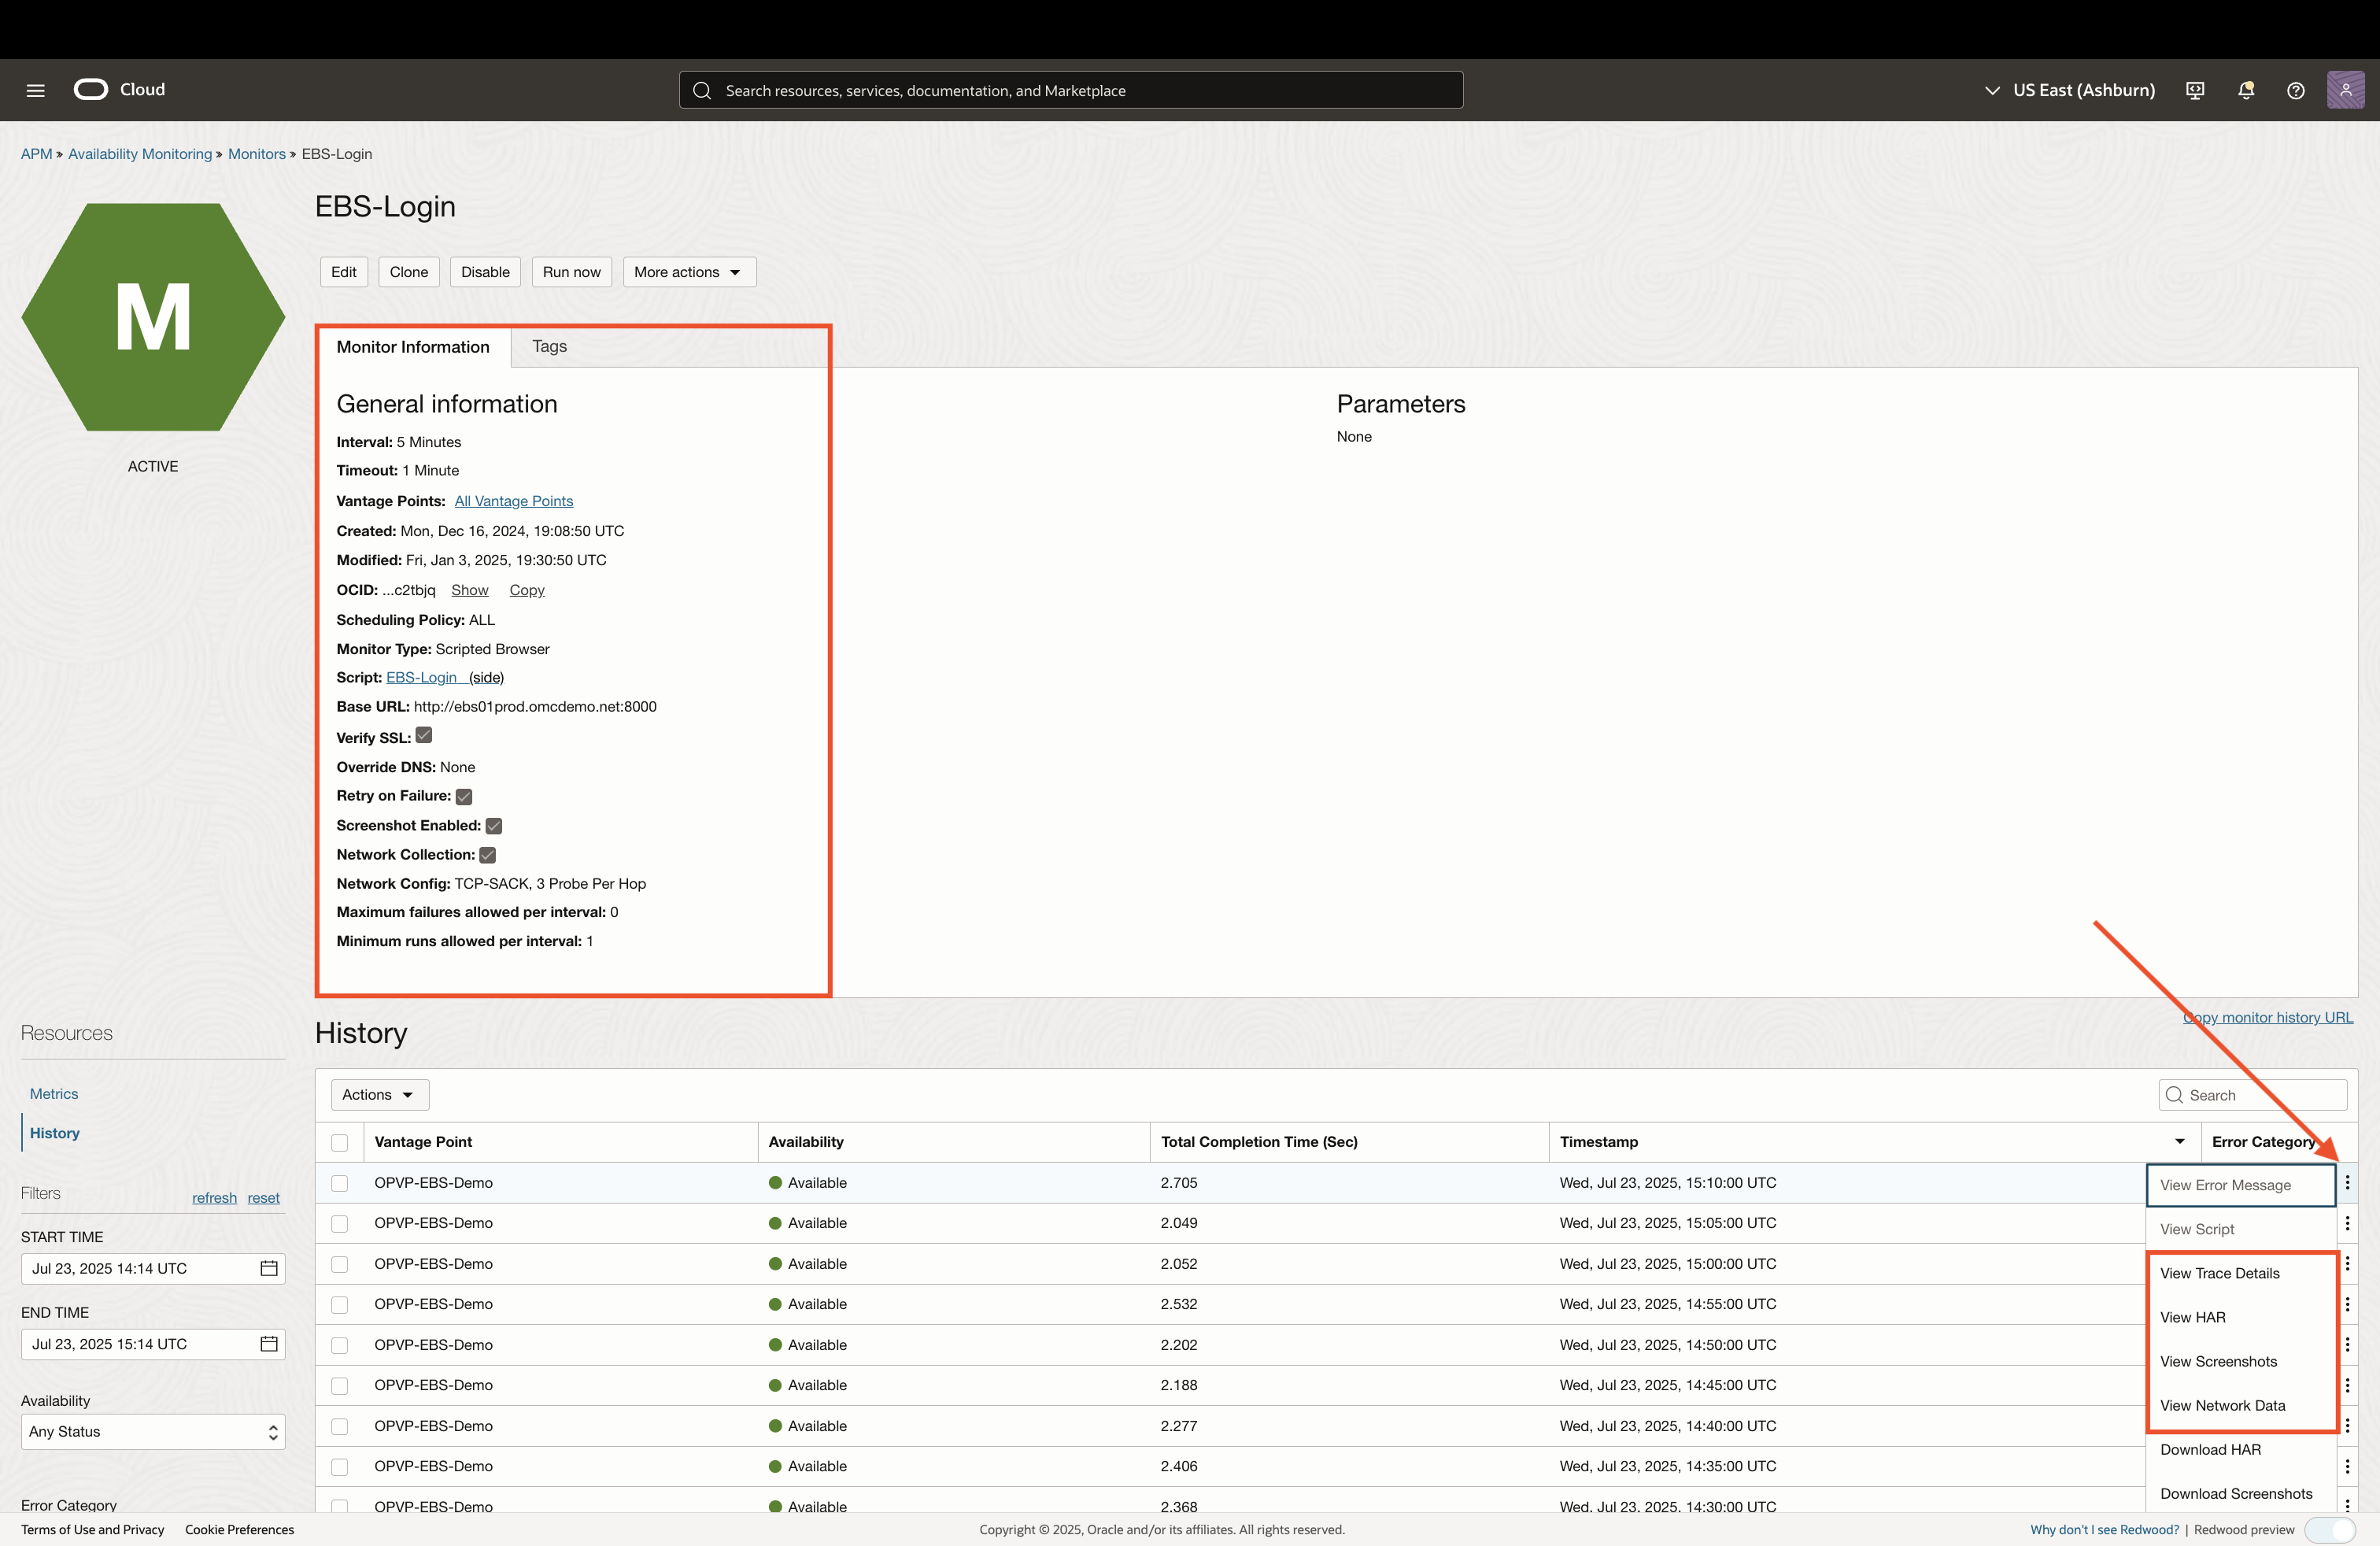 Cloud
Search resources, services, documentation, and Marketplace
US East (Ashburn)
APM » Availability Monitoring » Monitors » EBS-Login
M
ACTIVE
EBS-Login
Edit Clone Disable Run now More actions
Monitor Information Tags
General information
Interval: 5 Minutes
Timeout: 1 Minute
Vantage Points: All Vantage Points
Created: Mon, Dec 16, 2024, 19:08:50 UTC
Modified: Fri, Jan 3, 2025, 19:30:50 UTC
OCID: ...c2tbjq Show Copy
Scheduling Policy: ALL
Monitor Type: Scripted Browser
Script: EBS-Login (side)
Base URL: http://ebs01prod.omcdemo.net:8000
Verify SSL:
Override DNS: None
Retry on Failure:
Screenshot Enabled:
Network Collection:
Network Config: TCP-SACK, 3 Probe Per Hop
Maximum failures allowed per interval: 0
Minimum runs allowed per interval: 1
Parameters
None
Resources
Metrics
History
Filters refresh reset
START TIME
Jul 23, 2025 14:14 UTC
END TIME
Jul 23, 2025 15:14 UTC
Availability
Any Status
Error Category
History
Copy monitor history URL
Actions
Search
Vantage Point Availability Total Completion Time (Sec) Timestamp Error Category
OPVP-EBS-Demo Available 2.705 Wed, Jul 23, 2025, 15:10:00 UTC
OPVP-EBS-Demo Available 2.049 Wed, Jul 23, 2025, 15:05:00 UTC
OPVP-EBS-Demo Available 2.052 Wed, Jul 23, 2025, 15:00:00 UTC
OPVP-EBS-Demo Available 2.532 Wed, Jul 23, 2025, 14:55:00 UTC
OPVP-EBS-Demo Available 2.202 Wed, Jul 23, 2025, 14:50:00 UTC
OPVP-EBS-Demo Available 2.188 Wed, Jul 23, 2025, 14:45:00 UTC
OPVP-EBS-Demo Available 2.277 Wed, Jul 23, 2025, 14:40:00 UTC
OPVP-EBS-Demo Available 2.406 Wed, Jul 23, 2025, 14:35:00 UTC
OPVP-EBS-Demo Available 2.368 Wed, Jul 23, 2025, 14:30:00 UTC
View Error Message
View Script
View Trace Details
View HAR
View Screenshots
View Network Data
Download HAR
Download Screenshots
Terms of Use and Privacy Cookie Preferences
Copyright © 2025, Oracle and/or its affiliates. All rights reserved.
Why don't I see Redwood? | Redwood preview